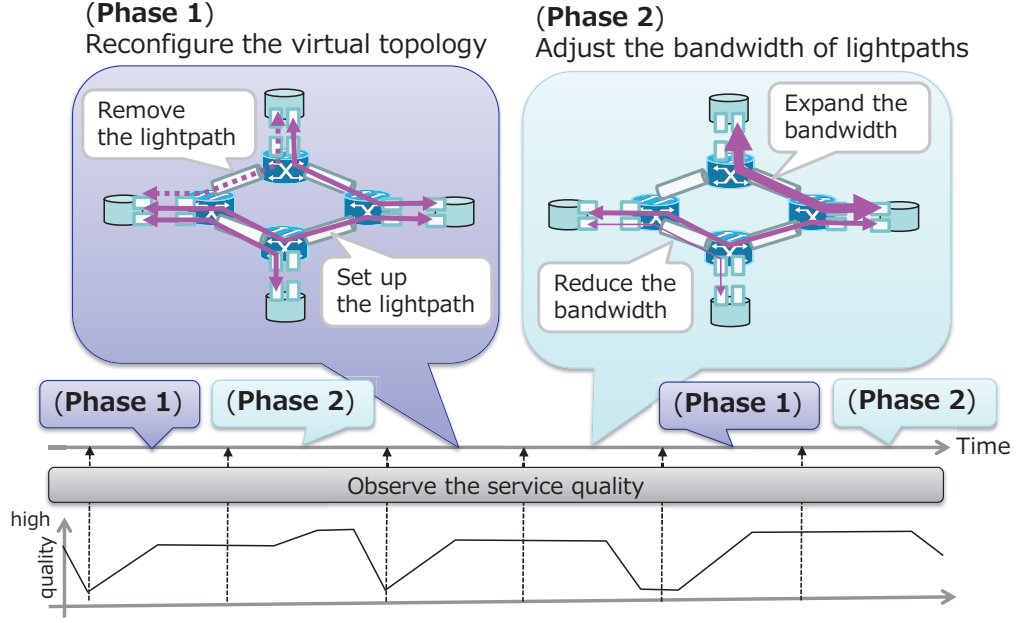 (Phase 1)
Reconfigure the virtual topology
(Phase 2)
Adjust the bandwidth of lightpaths
Remove
the lightpath
Set up
the lightpath
Expand the
bandwidth
Reduce the
bandwidth
(Phase 1)
(Phase 2)
(Phase 1)
(Phase 2)
Time
Observe the service quality
high
quality